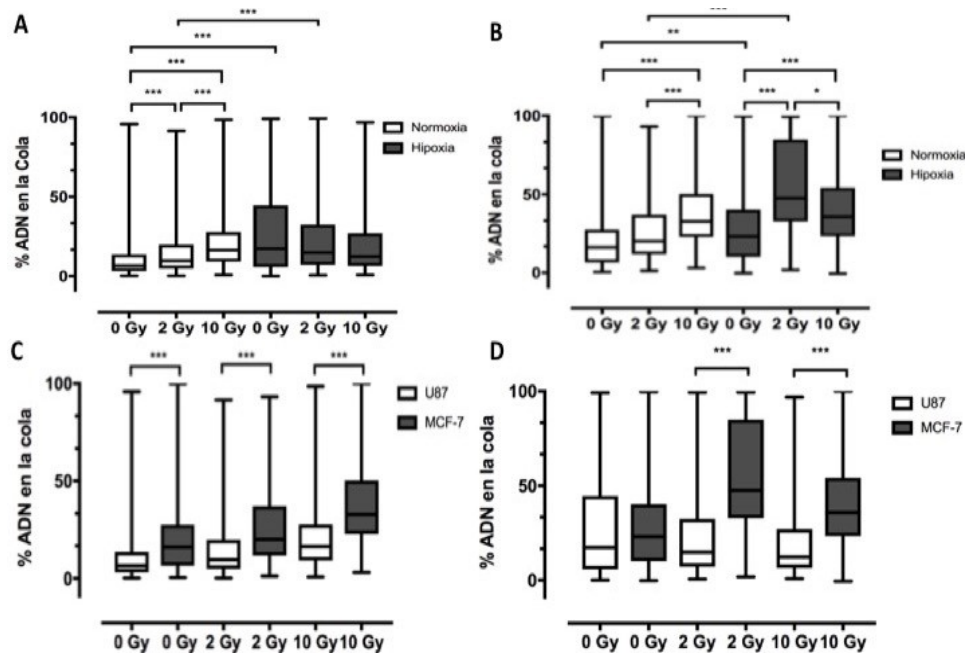 A
***
***
***
***
***
***
% ADN en la Cola
100
50
0
Normoxia
Hipoxia
0 Gy 2 Gy 10 Gy 0 Gy 2 Gy 10 Gy
B
***
**
***
***
***
***
*
% ADN en la cola
100
50
0
Normoxia
Hipoxia
0 Gy 2 Gy 10 Gy 0 Gy 2 Gy 10 Gy
C
***
***
***
% ADN en la cola
100
50
0
U87
MCF-7
0 Gy 0 Gy 2 Gy 2 Gy 10 Gy 10 Gy
D
***
***
% ADN en la cola
100
50
0
U87
MCF-7
0 Gy 0 Gy 2 Gy 2 Gy 10 Gy 10 Gy